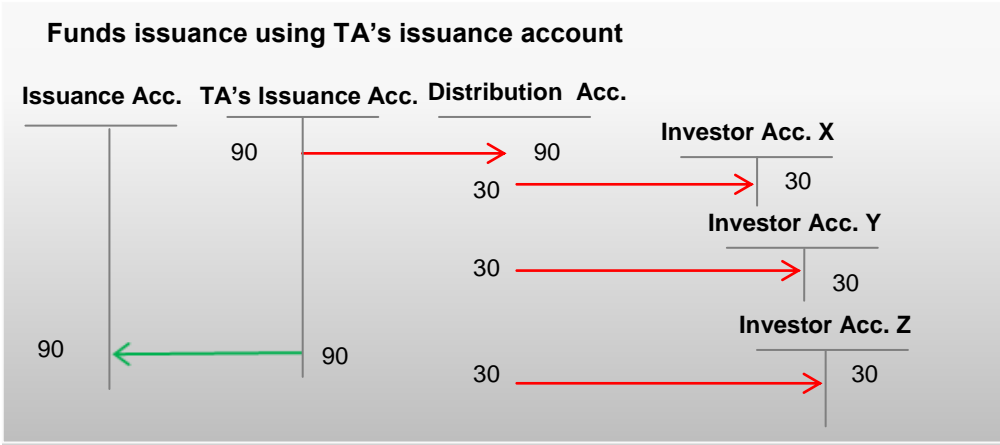 Funds issuance using TA's issuance account
Issuance Acc. TA's Issuance Acc. Distribution Acc.
Investor Acc. X
90 90
30 30
Investor Acc. Y
30 30
Investor Acc. Z
90 90
30 30